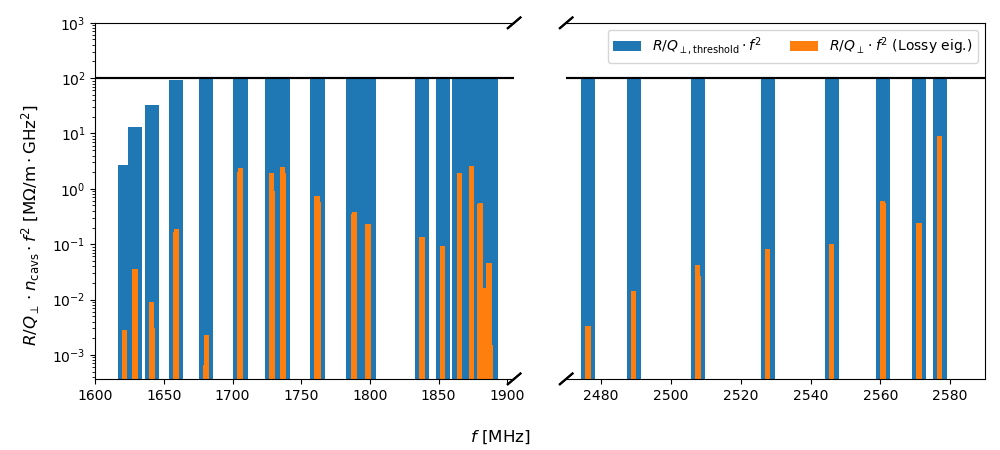 R/Q⊥,threshold · f²   R/Q⊥ · f² (Lossy eig.)
R/Q⊥ · n_cavs · f² [MΩ/m · GHz²]
10³
10²
10¹
10⁰
10⁻¹
10⁻²
10⁻³
1600 1650 1700 1750 1800 1850 1900 2480 2500 2520 2540 2560 2580
f [MHz]